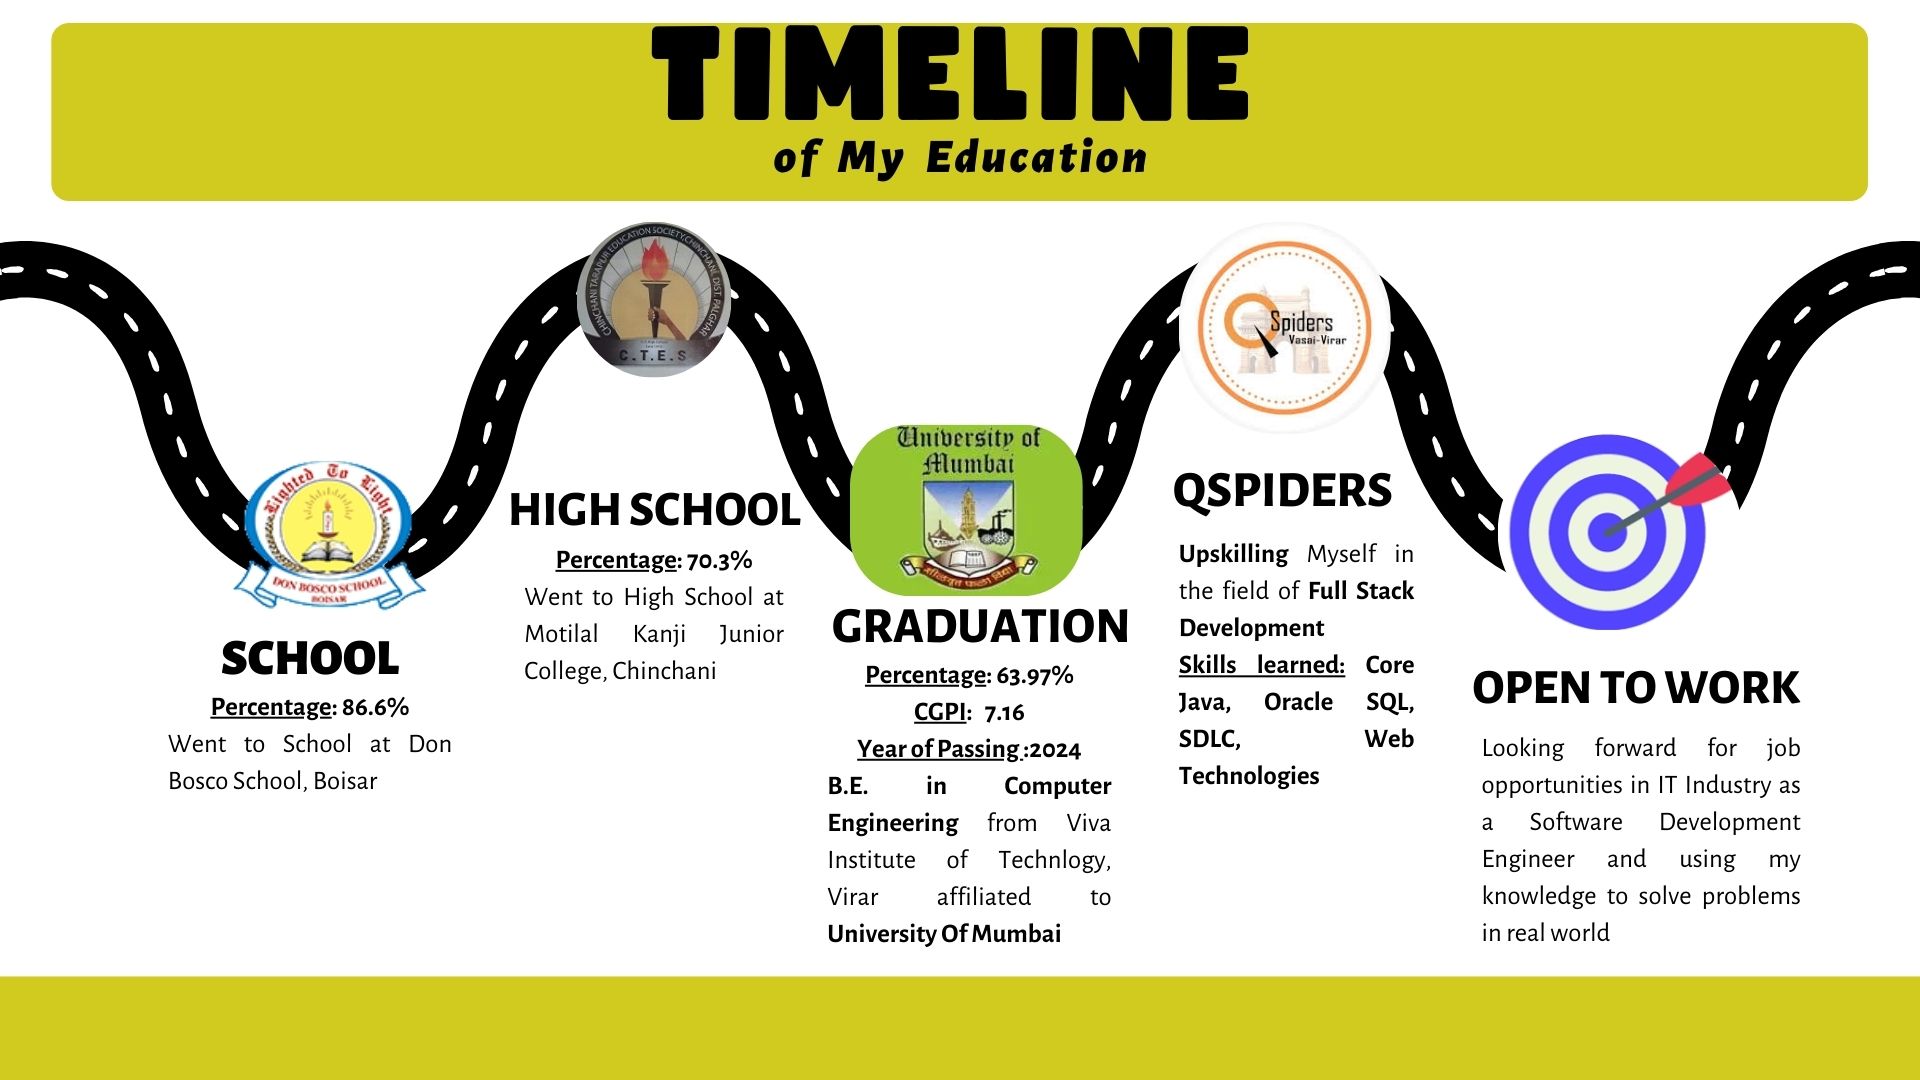 TIMELINE
of My Education
CHINCHANI TARAPUR EDUCATION SOCIETY, CHINCHANI, DIST. PALGHAR
C.T.E.S
Spiders
Vasai-Virar
University of
Mumbai
Lighted To Light
DON BOSCO SCHOOL
BOISAR
SCHOOL
Percentage: 86.6%
Went to School at Don
Bosco School, Boisar
HIGH SCHOOL
Percentage: 70.3%
Went to High School at
Motilal Kanji Junior
College, Chinchani
GRADUATION
Percentage: 63.97%
CGPI: 7.16
Year of Passing :2024
B.E. in Computer
Engineering from Viva
Institute of Technlogy,
Virar affiliated to
University Of Mumbai
QSPIDERS
Upskilling Myself in
the field of Full Stack
Development
Skills learned: Core
Java, Oracle SQL,
SDLC, Web
Technologies
OPEN TO WORK
Looking forward for job
opportunities in IT Industry as
a Software Development
Engineer and using my
knowledge to solve problems
in real world